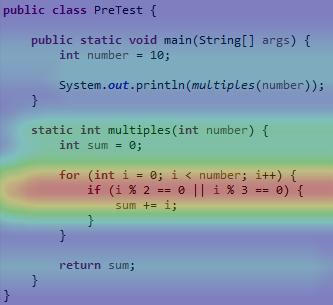 public class PreTest {
public static void main(String[] args) {
int number = 10;
System.out.println(multiples(number));
}
static int multiples(int number) {
int sum = 0;
for (int i = 0; i < number; i++) {
if (i % 2 == 0 || i % 3 == 0) {
sum += i;
}
}
return sum;
}
}